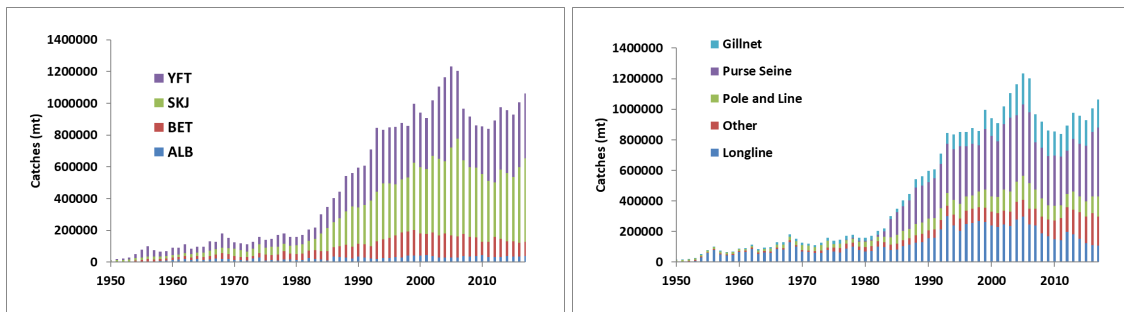 1400000
1200000
1000000
800000
600000
400000
200000
0
Catches (mt)
YFT
SKJ
BET
ALB
1950 1960 1970 1980 1990 2000 2010
1400000
1200000
1000000
800000
600000
400000
200000
0
Catches (mt)
Gillnet
Purse Seine
Pole and Line
Other
Longline
1950 1960 1970 1980 1990 2000 2010